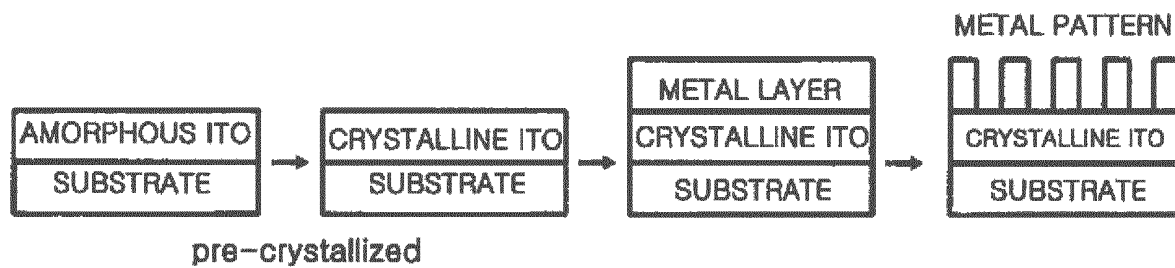 AMORPHOUS ITO
SUBSTRATE
pre-crystallized
CRYSTALLINE ITO
SUBSTRATE
METAL LAYER
CRYSTALLINE ITO
SUBSTRATE
METAL PATTERN
CRYSTALLINE ITO
SUBSTRATE